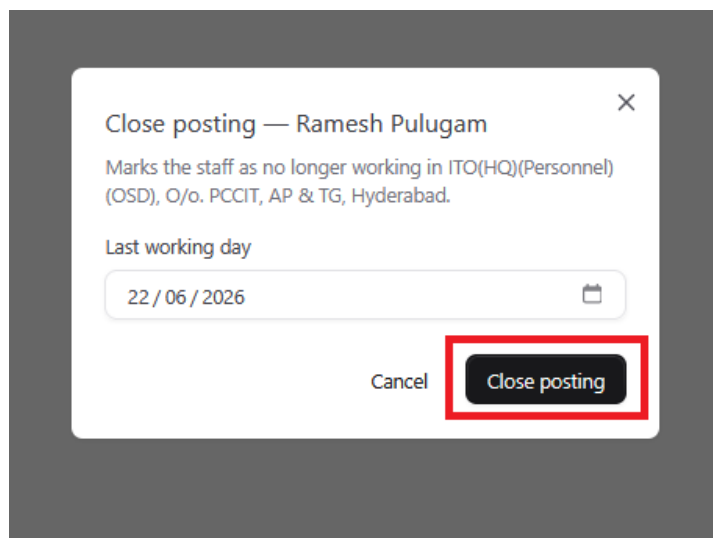 Close posting — Ramesh Pulugam
Marks the staff as no longer working in ITO(HQ)(Personnel)
(OSD), O/o. PCCIT, AP & TG, Hyderabad.
Last working day
22 / 06 / 2026
Cancel
Close posting